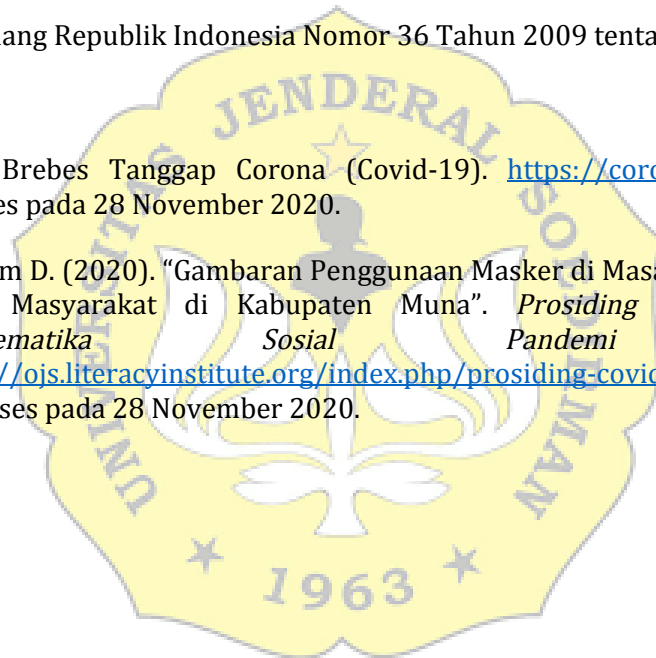 ang Republik Indonesia Nomor 36 Tahun 2009 tenta
Brebes Tanggap Corona (Covid-19). https://coro
es pada 28 November 2020.
m D. (2020). “Gambaran Penggunaan Masker di Masa
Masyarakat di Kabupaten Muna”. Prosiding
ematika Sosial Pandemi
//ojs.literacyinstitute.org/index.php/prosiding-covid
ses pada 28 November 2020.
UNIVERSITAS JENDERAL SOEDIRMAN
1963